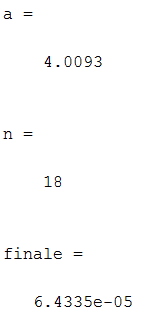 a =
4.0093
n =
18
finale =
6.4335e-05